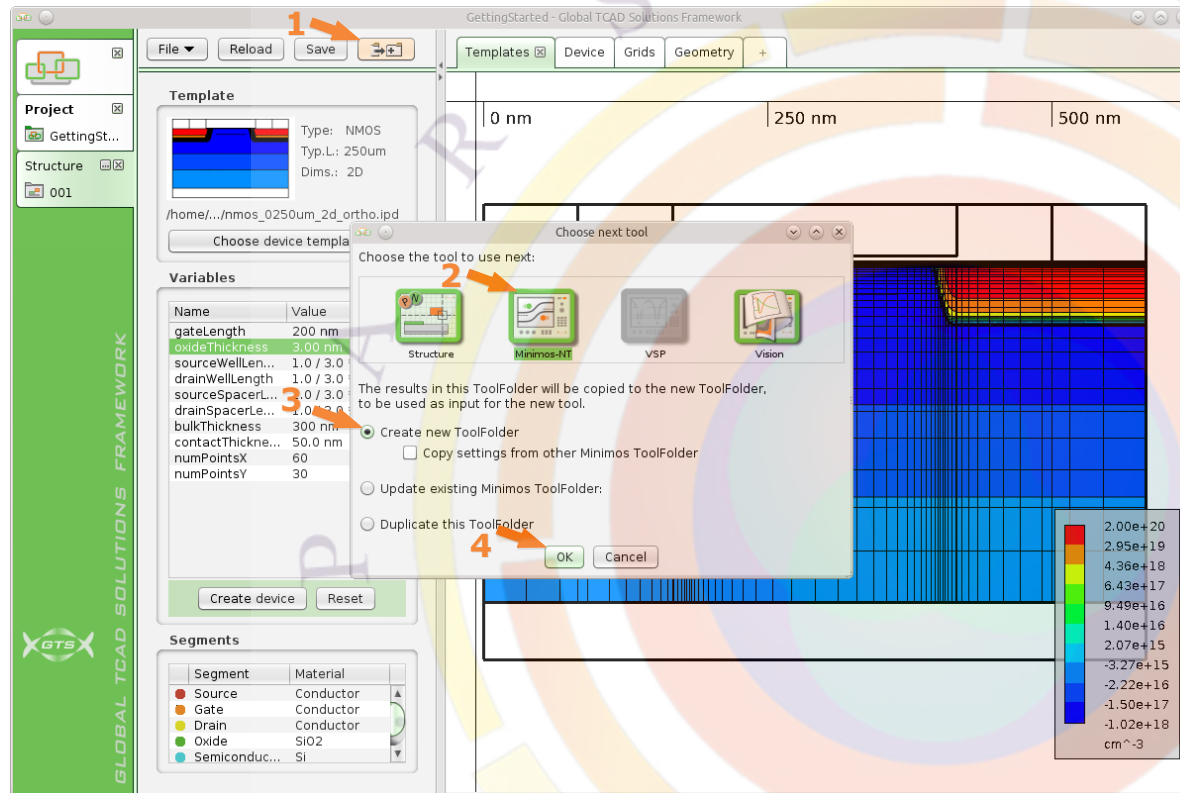 GettingStarted - Global TCAD Solutions Framework
1
File ▼ Reload Save
Templates Device Grids Geometry +
Project
GettingSt...
Structure
001
Template
Type: NMOS
Typ.L.: 250um
Dims.: 2D
/home/.../nmos_0250um_2d_ortho.ipd
Choose device templa
Variables
Name Value
gateLength 200 nm
oxideThickness 3.00 nm
sourceWellLen... 1.0 / 3.0
drainWellLength 1.0 / 3.0
sourceSpacerL... 1.0 / 3.0
drainSpacerLe... 1.0 / 3.0
bulkThickness 300 nm
contactThickne... 50.0 nm
numPointsX 60
numPointsY 30
Create device Reset
Segments
Segment Material
Source Conductor
Gate Conductor
Drain Conductor
Oxide SiO2
Semiconduc... Si
GTS
GLOBAL TCAD SOLUTIONS FRAMEWORK
0 nm 250 nm 500 nm
Choose next tool
Choose the tool to use next:
2
P N
Structure Minimos-NT VSP Vision
The results in this ToolFolder will be copied to the new ToolFolder,
to be used as input for the new tool.
3
Create new ToolFolder
Copy settings from other Minimos ToolFolder
Update existing Minimos ToolFolder:
Duplicate this ToolFolder
4
OK Cancel
2.00e+20
2.95e+19
4.36e+18
6.43e+17
9.49e+16
1.40e+16
2.07e+15
-3.27e+15
-2.22e+16
-1.50e+17
-1.02e+18
cm^-3
P A R S